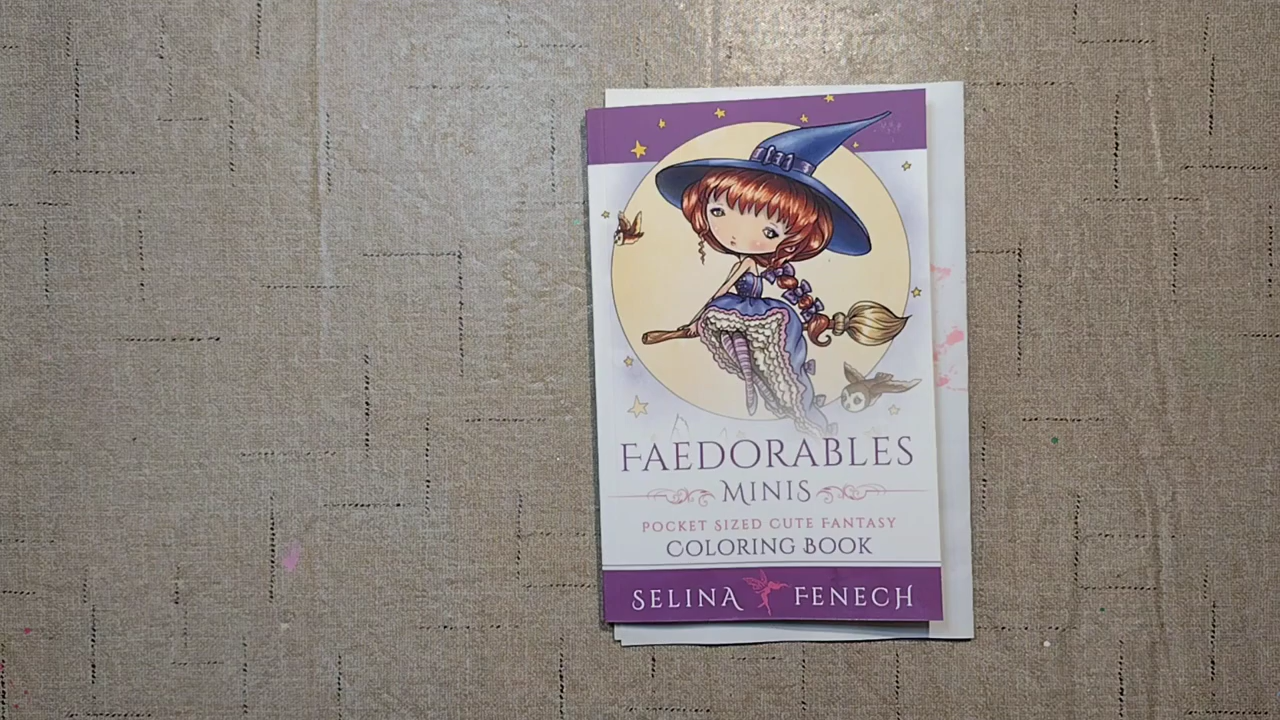 FAEDORABLES
MINIS
POCKET SIZED CUTE FANTASY
COLORING BOOK
SELINA FENECH